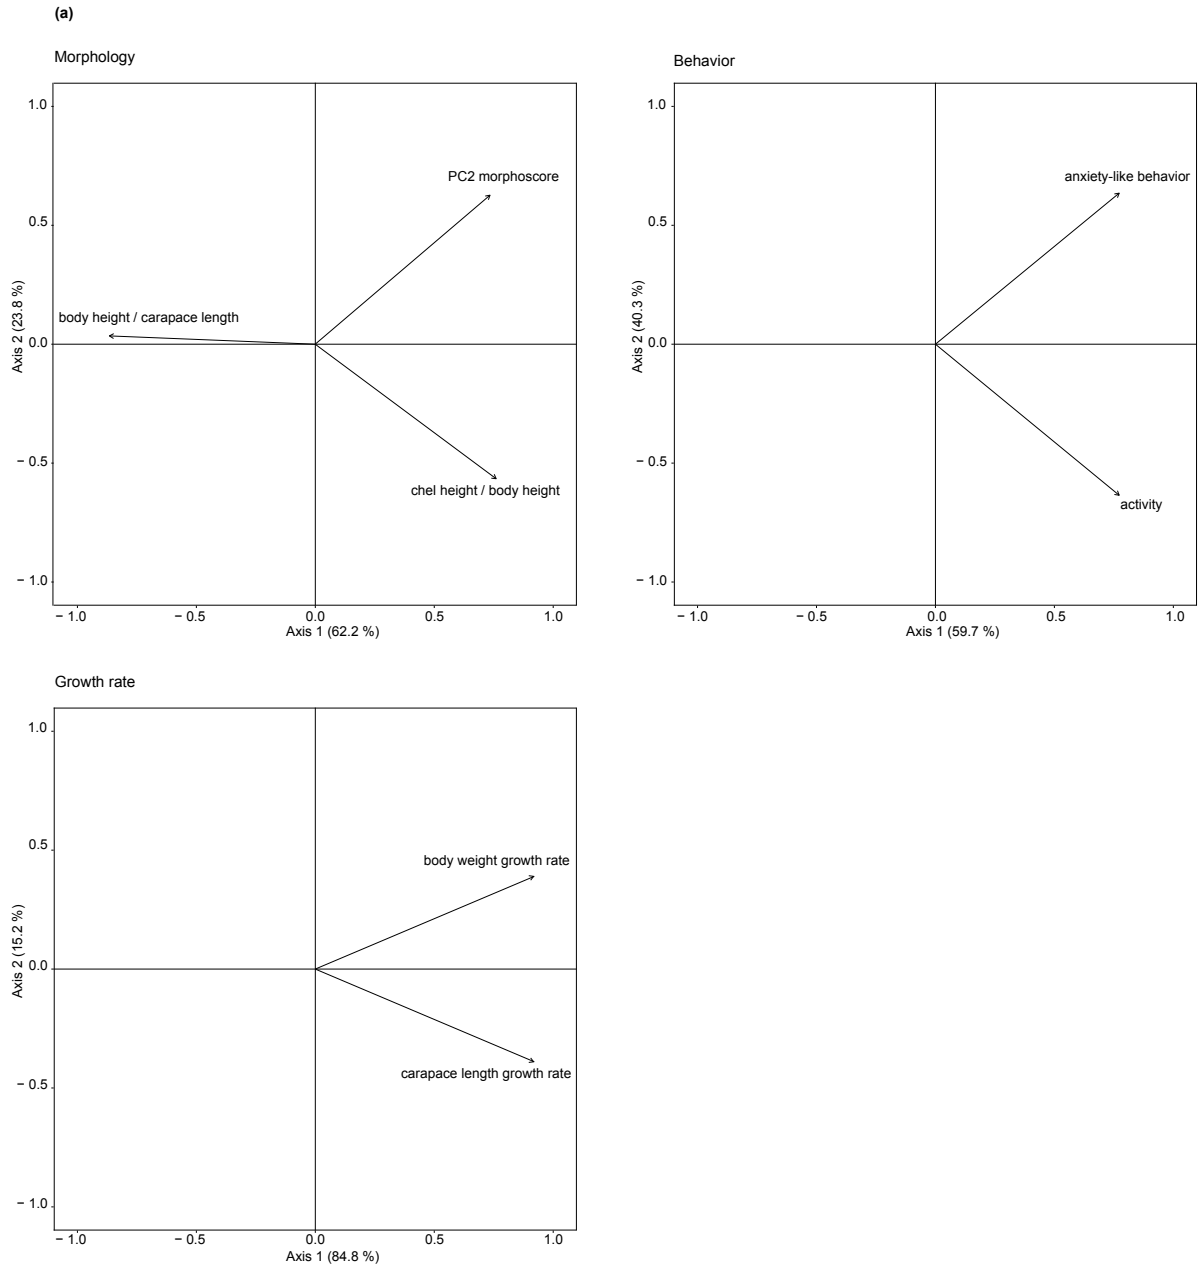 (a)
Morphology
1.0
0.5
0.0
− 0.5
− 1.0
Axis 2 (23.8 %)
PC2 morphoscore
body height / carapace length
chel height / body height
− 1.0 − 0.5 0.0 0.5 1.0
Axis 1 (62.2 %)
Behavior
1.0
0.5
0.0
− 0.5
− 1.0
Axis 2 (40.3 %)
anxiety-like behavior
activity
− 1.0 − 0.5 0.0 0.5 1.0
Axis 1 (59.7 %)
Growth rate
1.0
0.5
0.0
− 0.5
− 1.0
Axis 2 (15.2 %)
body weight growth rate
carapace length growth rate
− 1.0 − 0.5 0.0 0.5 1.0
Axis 1 (84.8 %)